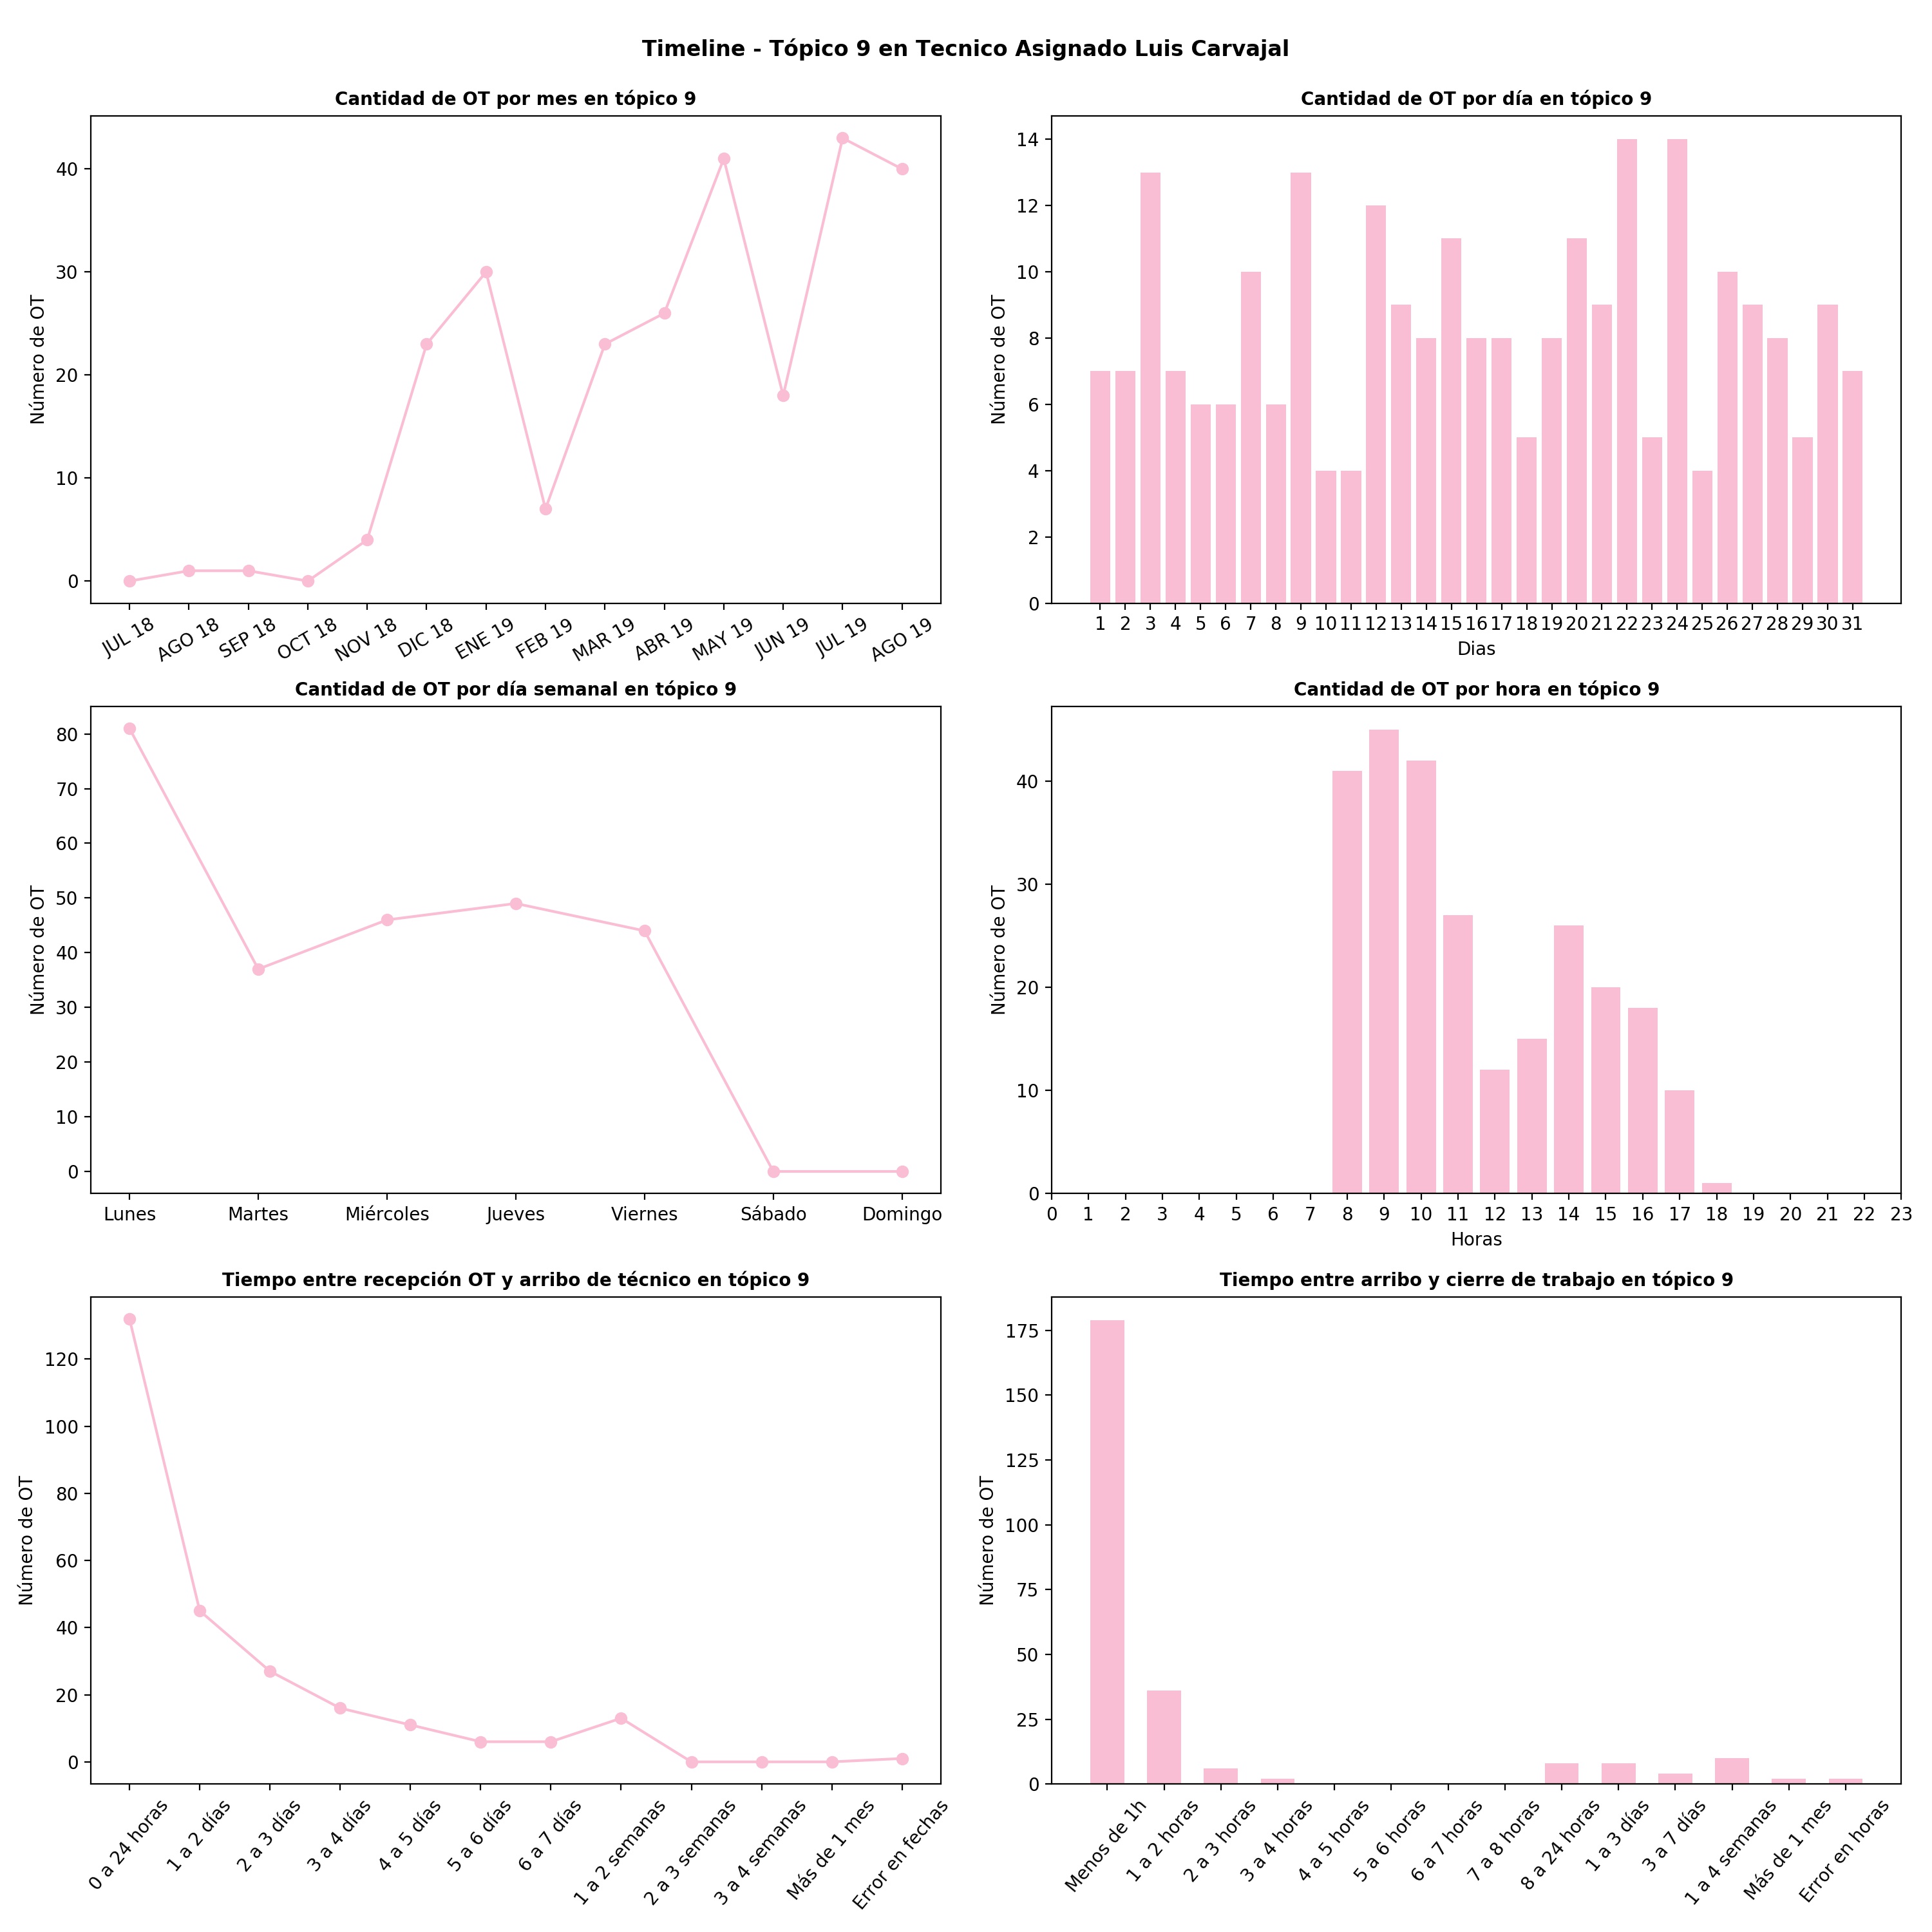 Timeline - Tópico 9 en Tecnico Asignado Luis Carvajal
Cantidad de OT por mes en tópico 9
Número de OT
40
30
20
10
0
JUL 18 AGO 18 SEP 18 OCT 18 NOV 18 DIC 18 ENE 19 FEB 19 MAR 19 ABR 19 MAY 19 JUN 19 JUL 19 AGO 19
Cantidad de OT por día en tópico 9
Número de OT
14
12
10
8
6
4
2
0
1 2 3 4 5 6 7 8 9 10 11 12 13 14 15 16 17 18 19 20 21 22 23 24 25 26 27 28 29 30 31
Dias
Cantidad de OT por día semanal en tópico 9
Número de OT
80
70
60
50
40
30
20
10
0
Lunes Martes Miércoles Jueves Viernes Sábado Domingo
Cantidad de OT por hora en tópico 9
Número de OT
40
30
20
10
0
0 1 2 3 4 5 6 7 8 9 10 11 12 13 14 15 16 17 18 19 20 21 22 23
Horas
Tiempo entre recepción OT y arribo de técnico en tópico 9
Número de OT
120
100
80
60
40
20
0
0 a 24 horas 1 a 2 días 2 a 3 días 3 a 4 días 4 a 5 días 5 a 6 días 6 a 7 días 1 a 2 semanas 2 a 3 semanas 3 a 4 semanas Más de 1 mes Error en fechas
Tiempo entre arribo y cierre de trabajo en tópico 9
Número de OT
175
150
125
100
75
50
25
0
Menos de 1h 1 a 2 horas 2 a 3 horas 3 a 4 horas 4 a 5 horas 5 a 6 horas 6 a 7 horas 7 a 8 horas 8 a 24 horas 1 a 3 días 3 a 7 días 1 a 4 semanas Más de 1 mes Error en horas